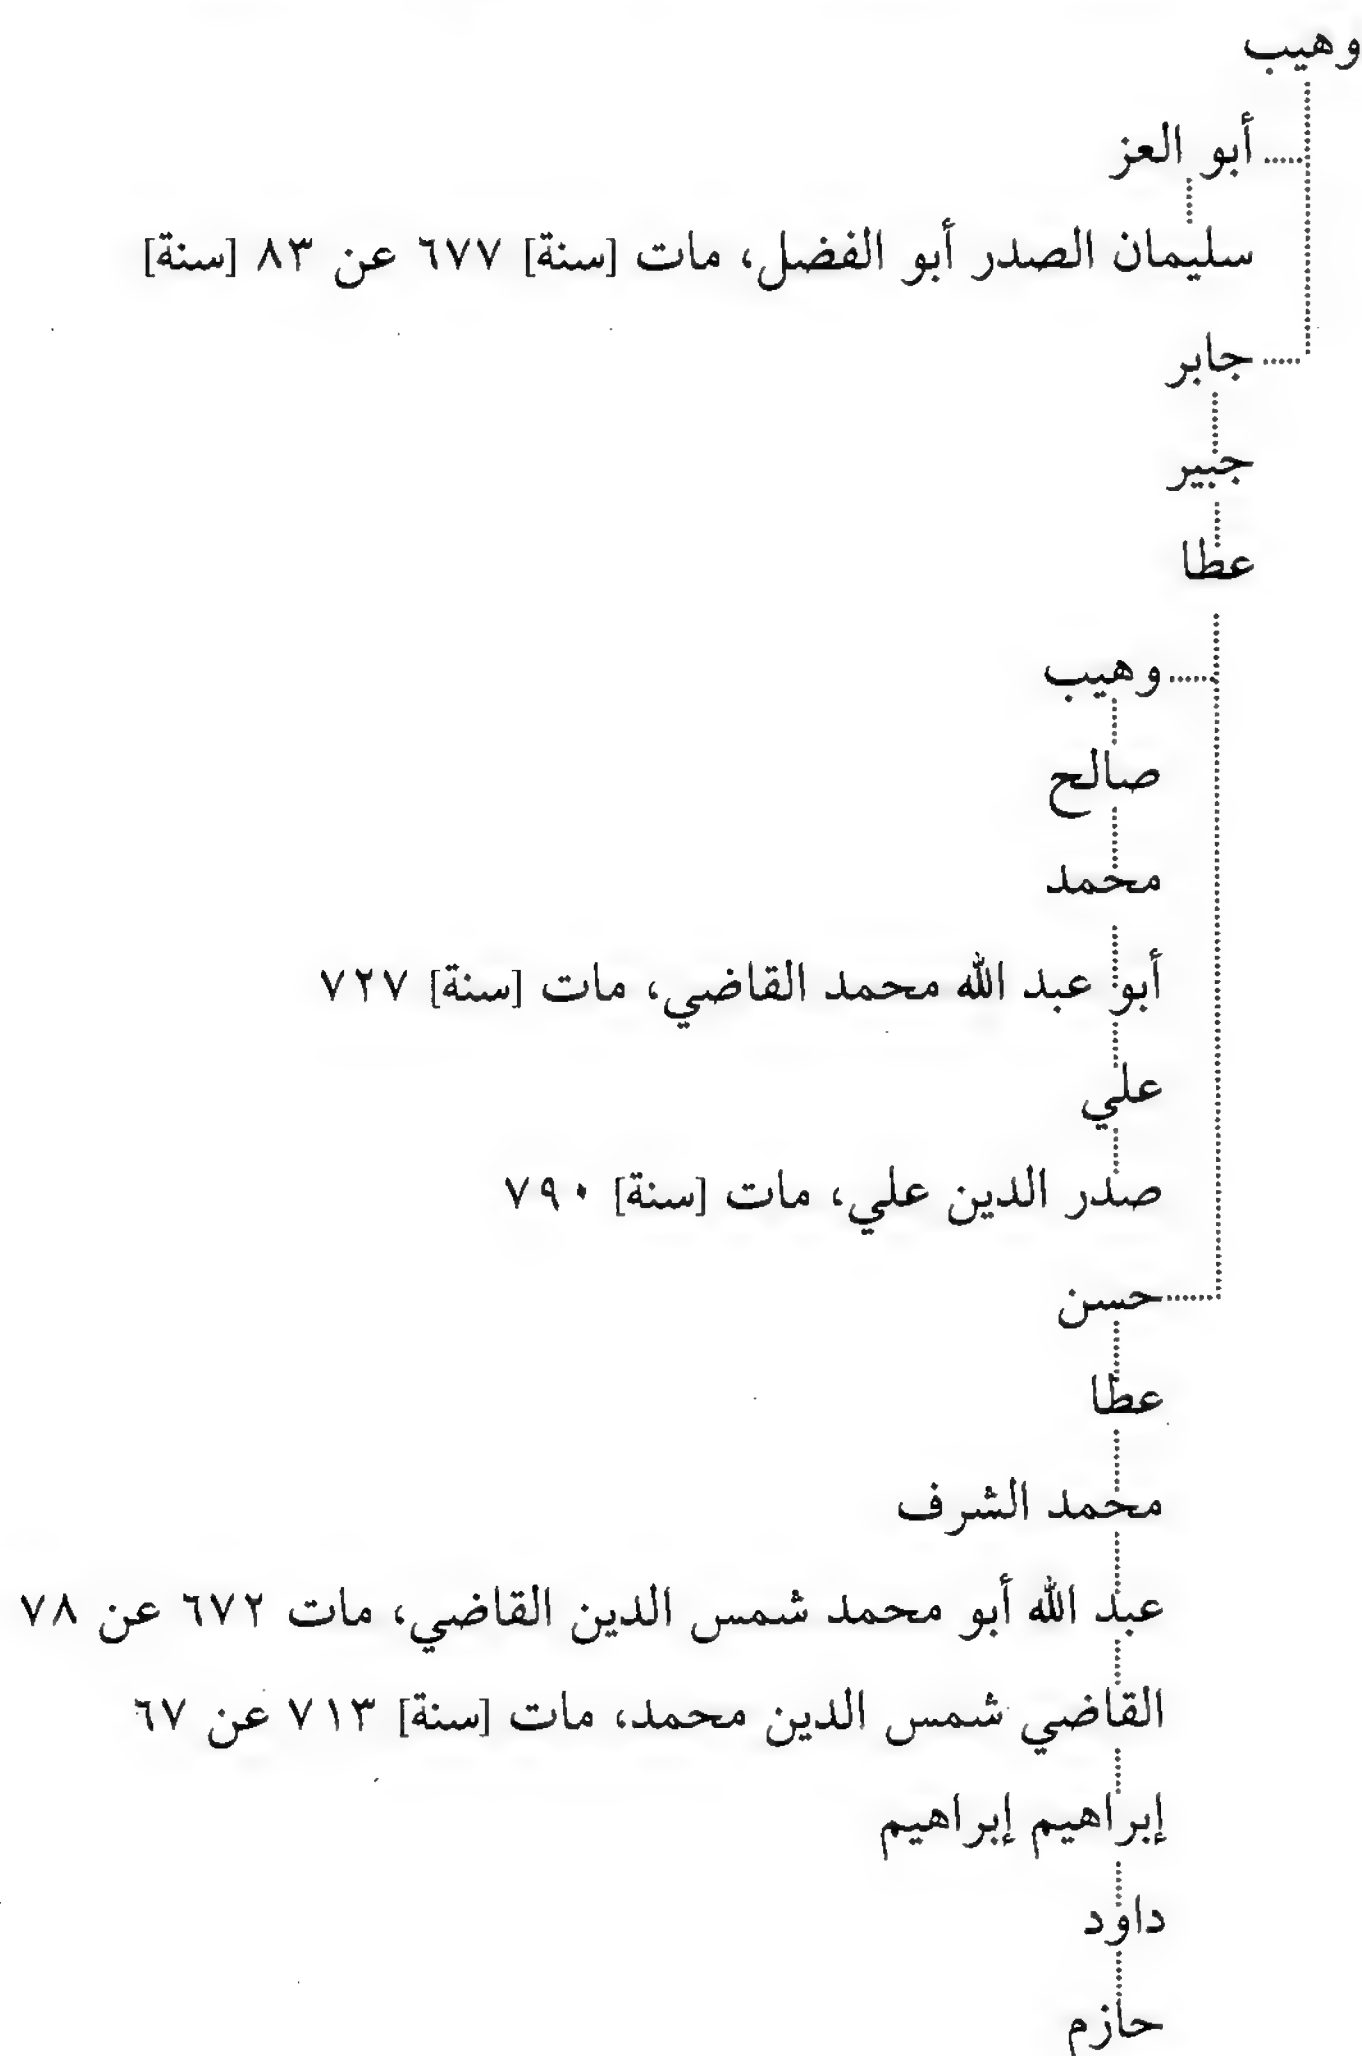 وهيب
أبو العز
سليمان الصدر أبو الفضل، مات [سنة] ٦٧٧ عن ٨٣ [سنة]
جابر
جبير
عطا
وهيب
صالح
محمد
أبو عبد الله محمد القاضي، مات [سنة] ٧٢٧
علي
صدر الدين علي، مات [سنة] ٧٩٠
حسن
عطا
محمد الشرف
عبد الله أبو محمد شمس الدين القاضي، مات ٦٧٢ عن ٧٨
القاضي شمس الدين محمد، مات [سنة] ٧١٣ عن ٦٧
إبراهيم إبراهيم
داود
حازم